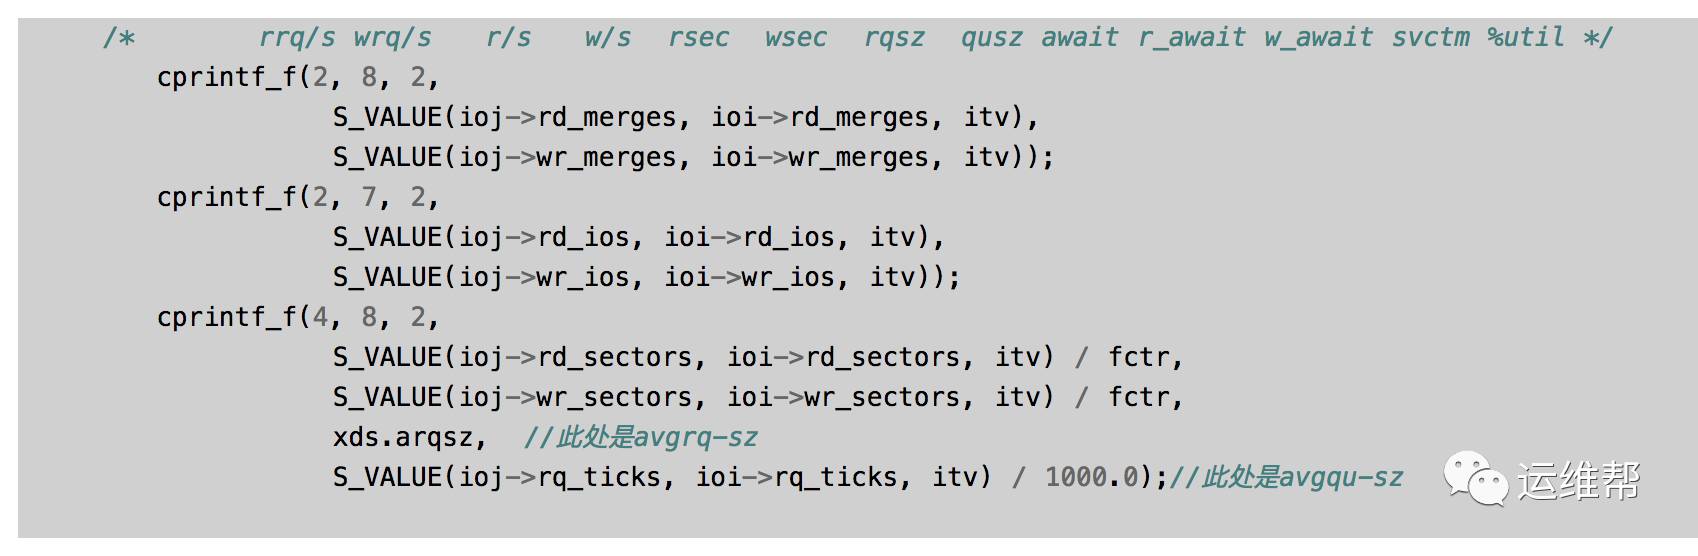 /*        rrq/s wrq/s   r/s   w/s  rsec  wsec  rqsz  qusz await r_await w_await svctm %util */
cprintf_f(2, 8, 2,
S_VALUE(ioj->rd_merges, ioi->rd_merges, itv),
S_VALUE(ioj->wr_merges, ioi->wr_merges, itv));
cprintf_f(2, 7, 2,
S_VALUE(ioj->rd_ios, ioi->rd_ios, itv),
S_VALUE(ioj->wr_ios, ioi->wr_ios, itv));
cprintf_f(4, 8, 2,
S_VALUE(ioj->rd_sectors, ioi->rd_sectors, itv) / fctr,
S_VALUE(ioj->wr_sectors, ioi->wr_sectors, itv) / fctr,
xds.arqsz,  //此处是avgrq-sz
S_VALUE(ioj->rq_ticks, ioi->rq_ticks, itv) / 1000.0);//此处是avgqu-sz
运维帮